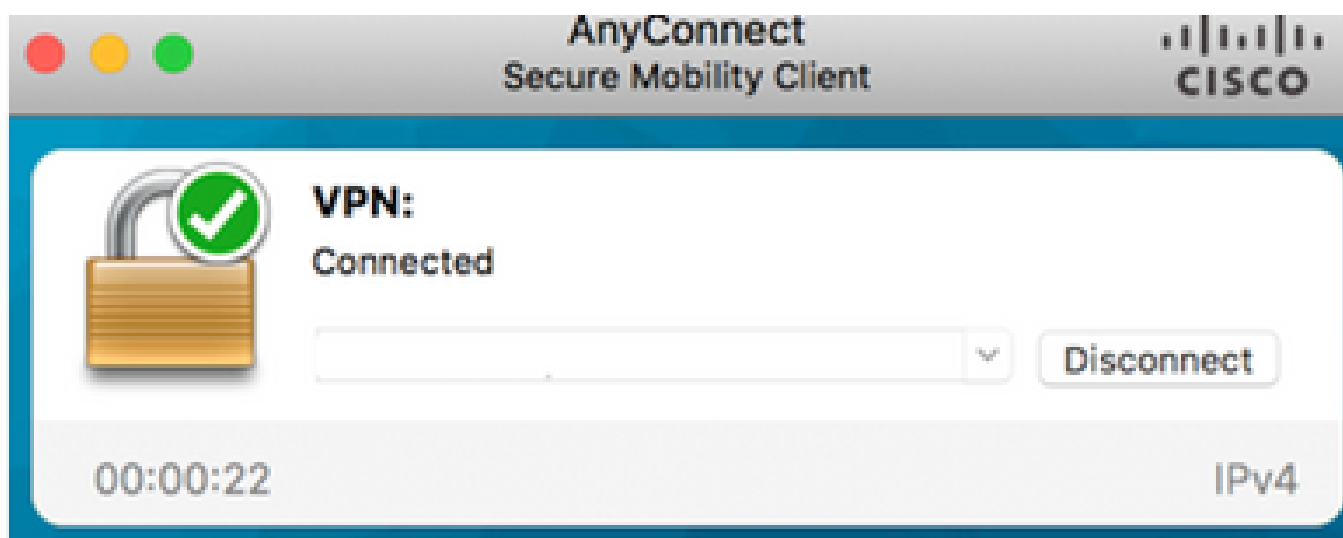 AnyConnect
Secure Mobility Client
CISCO
VPN:
Connected
Disconnect
00:00:22
IPv4